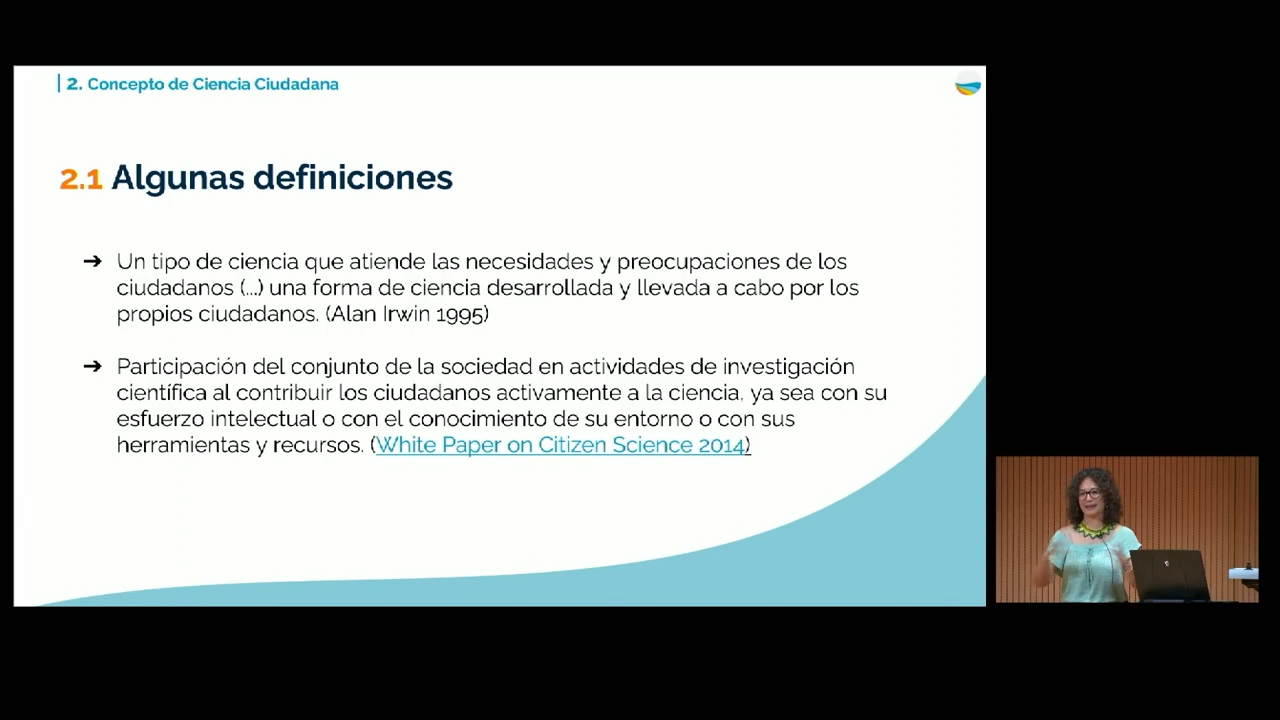 | 2. Concepto de Ciencia Ciudadana
2.1 Algunas definiciones
➔ Un tipo de ciencia que atiende las necesidades y preocupaciones de los
ciudadanos (...) una forma de ciencia desarrollada y llevada a cabo por los
propios ciudadanos. (Alan Irwin 1995)
➔ Participación del conjunto de la sociedad en actividades de investigación
científica al contribuir los ciudadanos activamente a la ciencia, ya sea con su
esfuerzo intelectual o con el conocimiento de su entorno o con sus
herramientas y recursos. (White Paper on Citizen Science 2014)